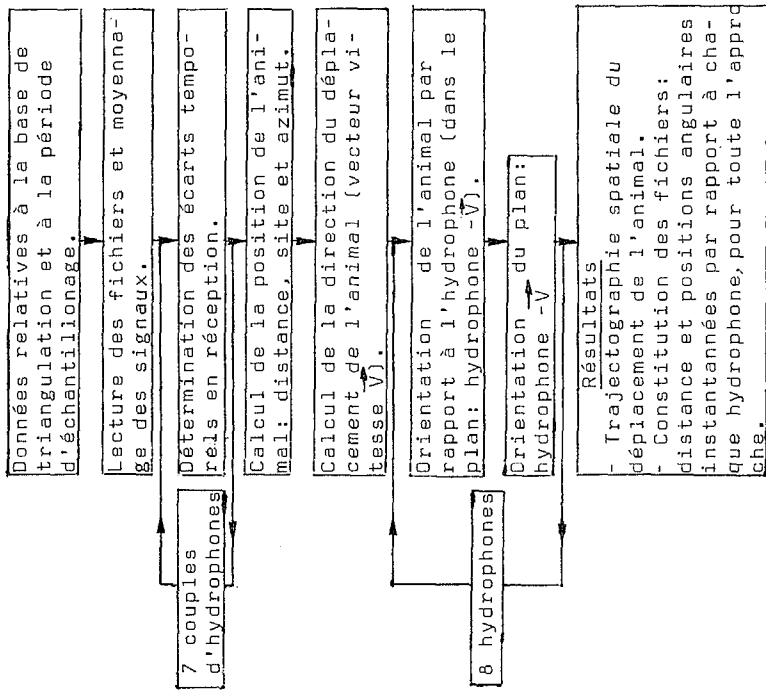 Données relatives à la base de
triangulation et à la période
d'échantillionage.
Lecture des fichiers et moyenna-
ge des signaux.
7 couples
d'hydrophones
Détermination des écarts tempo-
rels en réception.
Calcul de la position de l'ani-
mal: distance, site et azimut.
Calcul de la direction du dépla-
cement de l'animal (vecteur vi-
tesse V).
8 hydrophones
Orientation de l'animal par
rapport à l'hydrophone (dans le
plan: hydrophone -V).
Orientation du plan:
hydrophone -V
Résultats
- Trajectographie spatiale du
déplacement de l'animal.
- Constitution des fichiers:
distance et positions angulaires
instantannées par rapport à cha-
que hydrophone, pour toute l'appro
che.